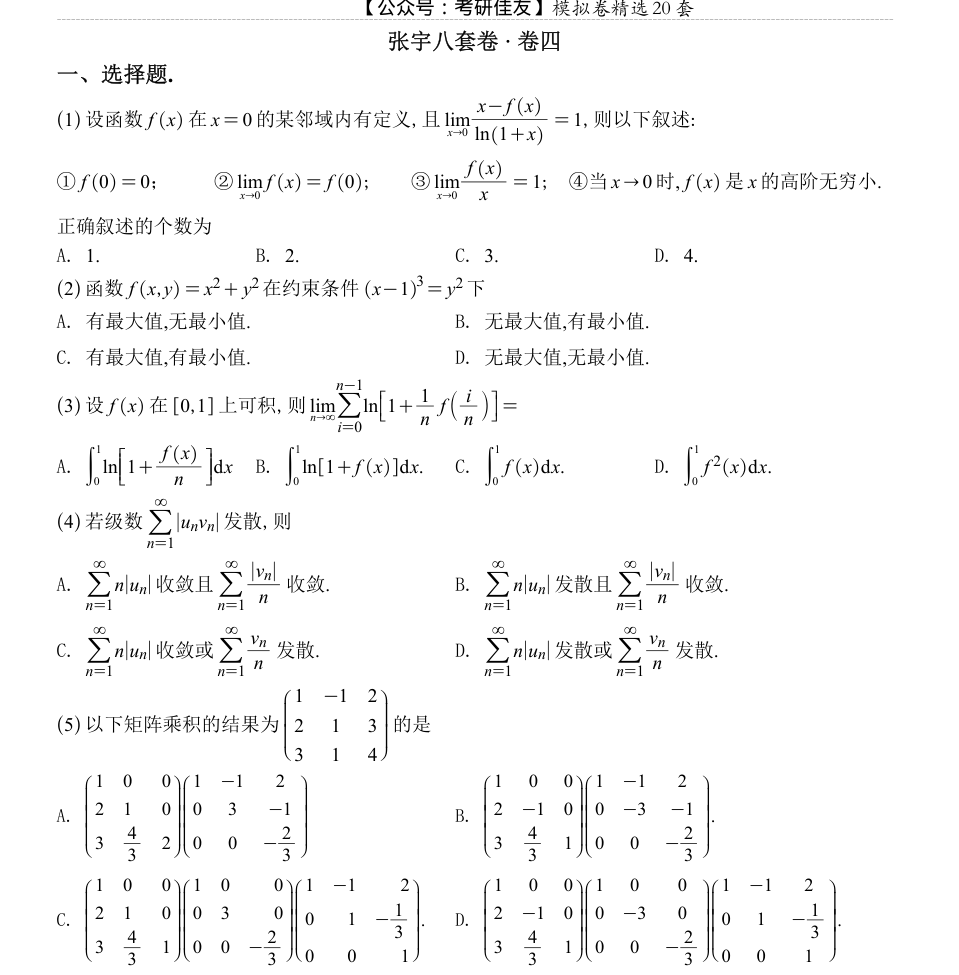 【公众号：考研佳友】模拟卷精选 20 套
张宇八套卷 · 卷四
一、选择题.
(1) 设函数 f(x) 在 x=0 的某邻域内有定义, 且 lim_{x→0} (x−f(x))/ln(1+x) = 1, 则以下叙述:
① f(0) = 0; ② lim_{x→0} f(x) = f(0); ③ lim_{x→0} f(x)/x = 1; ④当 x→0 时, f(x) 是 x 的高阶无穷小.
正确叙述的个数为
A. 1. B. 2. C. 3. D. 4.
(2) 函数 f(x,y) = x²+y² 在约束条件 (x−1)³ = y² 下
A. 有最大值,无最小值. B. 无最大值,有最小值.
C. 有最大值,有最小值. D. 无最大值,无最小值.
(3) 设 f(x) 在 [0,1] 上可积, 则 lim_{n→∞} ∑_{i=0}^{n−1} ln[1+(1/n) f(i/n)] =
A. ∫_0^1 ln[1+f(x)/n]dx B. ∫_0^1 ln[1+f(x)]dx. C. ∫_0^1 f(x)dx. D. ∫_0^1 f²(x)dx.
(4) 若级数 ∑_{n=1}^∞ |u_n v_n| 发散, 则
A. ∑_{n=1}^∞ n|u_n| 收敛且 ∑_{n=1}^∞ |v_n|/n 收敛. B. ∑_{n=1}^∞ n|u_n| 发散且 ∑_{n=1}^∞ |v_n|/n 收敛.
C. ∑_{n=1}^∞ n|u_n| 收敛或 ∑_{n=1}^∞ v_n/n 发散. D. ∑_{n=1}^∞ n|u_n| 发散或 ∑_{n=1}^∞ v_n/n 发散.
(5) 以下矩阵乘积的结果为 (1 −1 2; 2 1 3; 3 1 4) 的是
A. (1 0 0; 2 1 0; 3 4/3 2)(1 −1 2; 0 3 −1; 0 0 −2/3) B. (1 0 0; 2 −1 0; 3 4/3 1)(1 −1 2; 0 −3 −1; 0 0 −2/3).
C. (1 0 0; 2 1 0; 3 4/3 1)(1 0 0; 0 3 0; 0 0 −2/3)(1 −1 2; 0 1 −1/3; 0 0 1). D. (1 0 0; 2 −1 0; 3 4/3 1)(1 0 0; 0 −3 0; 0 0 −2/3)(1 −1 2; 0 1 −1/3; 0 0 1).